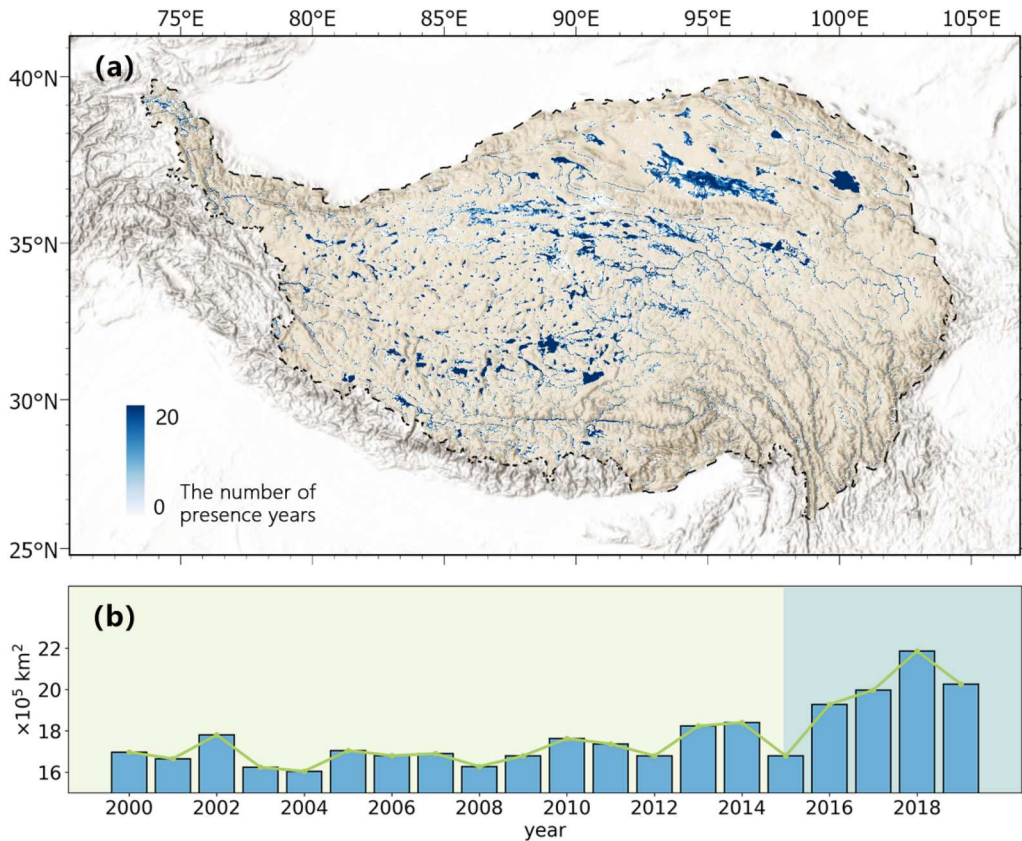 75°E 80°E 85°E 90°E 95°E 100°E 105°E
(a)
40°N
35°N
30°N
25°N
20
0
The number of
presence years
(b)
×10⁵ km²
22
20
18
16
2000 2002 2004 2006 2008 2010 2012 2014 2016 2018
year